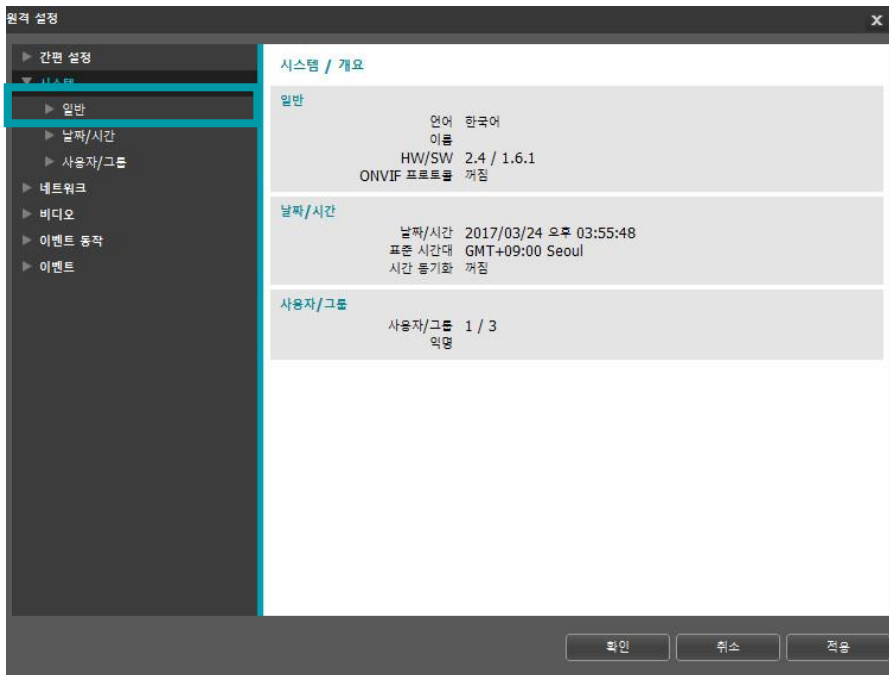 원격 설정
X
간편 설정
시스템
일반
날짜/시간
사용자/그룹
네트워크
비디오
이벤트 동작
이벤트
시스템 / 개요
일반
언어 한국어
이름
HW/SW 2.4 / 1.6.1
ONVIF 프로토콜 꺼짐
날짜/시간
날짜/시간 2017/03/24 오후 03:55:48
표준 시간대 GMT+09:00 Seoul
시간 동기화 꺼짐
사용자/그룹
사용자/그룹 1 / 3
익명
확인 취소 적용